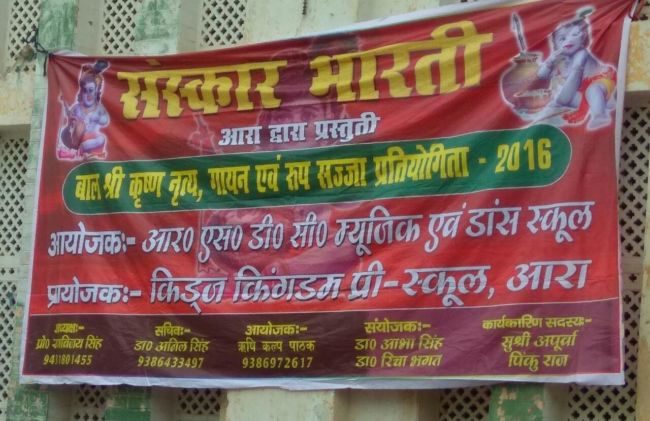 संस्कार भारती
आरा द्वारा प्रस्तुती
बाल श्री कृष्ण नृत्य, गायन एवं रुप सज्जा प्रतियोगिता - 2016
आयोजकः- आर० एस० डी० सी० म्यूजिक एवं डांस स्कूल
प्रायोजकः- किड्ज किंगडम प्री-स्कूल, आरा
अध्यक्षः- सचिवः- आयोजकः- संयोजकः- कार्यकारिण सदस्यः-
प्रो० डा० अनिल सिंह ऋषि कल्प पाठक डा० आभा सिंह सुश्री अपूर्वा
9431801455 9386433497 9386972617 डा० रिचा भगत पिंकु राज